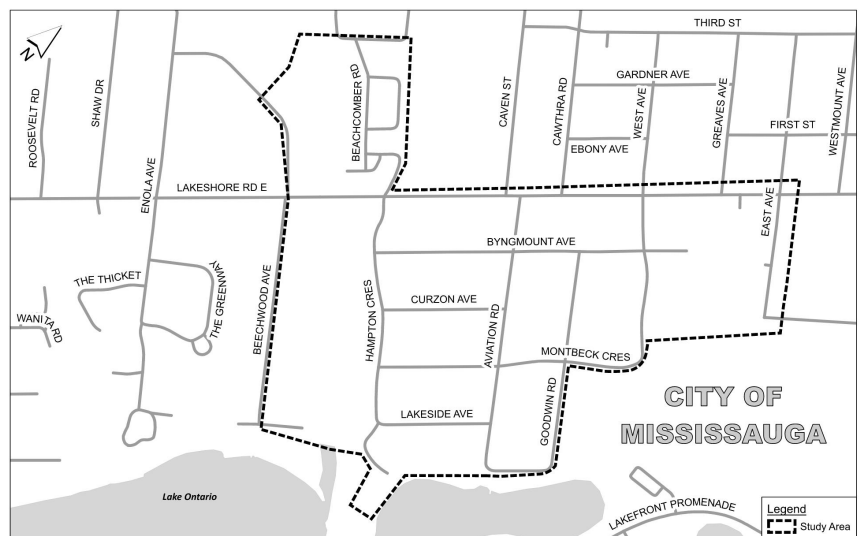 THIRD ST
N
GARDNER AVE
ROOSEVELT RD
SHAW DR
BEACHCOMBER RD
CAVEN ST
CAWTHRA RD
WEST AVE
GREAVES AVE
WESTMOUNT AVE
FIRST ST
EBONY AVE
ENOLA AVE
LAKESHORE RD E
EAST AVE
BYNGMOUNT AVE
THE THICKET
THE GREENWAY
BEECHWOOD AVE
HAMPTON CRES
CURZON AVE
WANITA RD
AVIATION RD
MONTBECK CRES
GOODWIN RD
LAKESIDE AVE
CITY OF
MISSISSAUGA
Lake Ontario
LAKEFRONT PROMENADE
Legend
Study Area